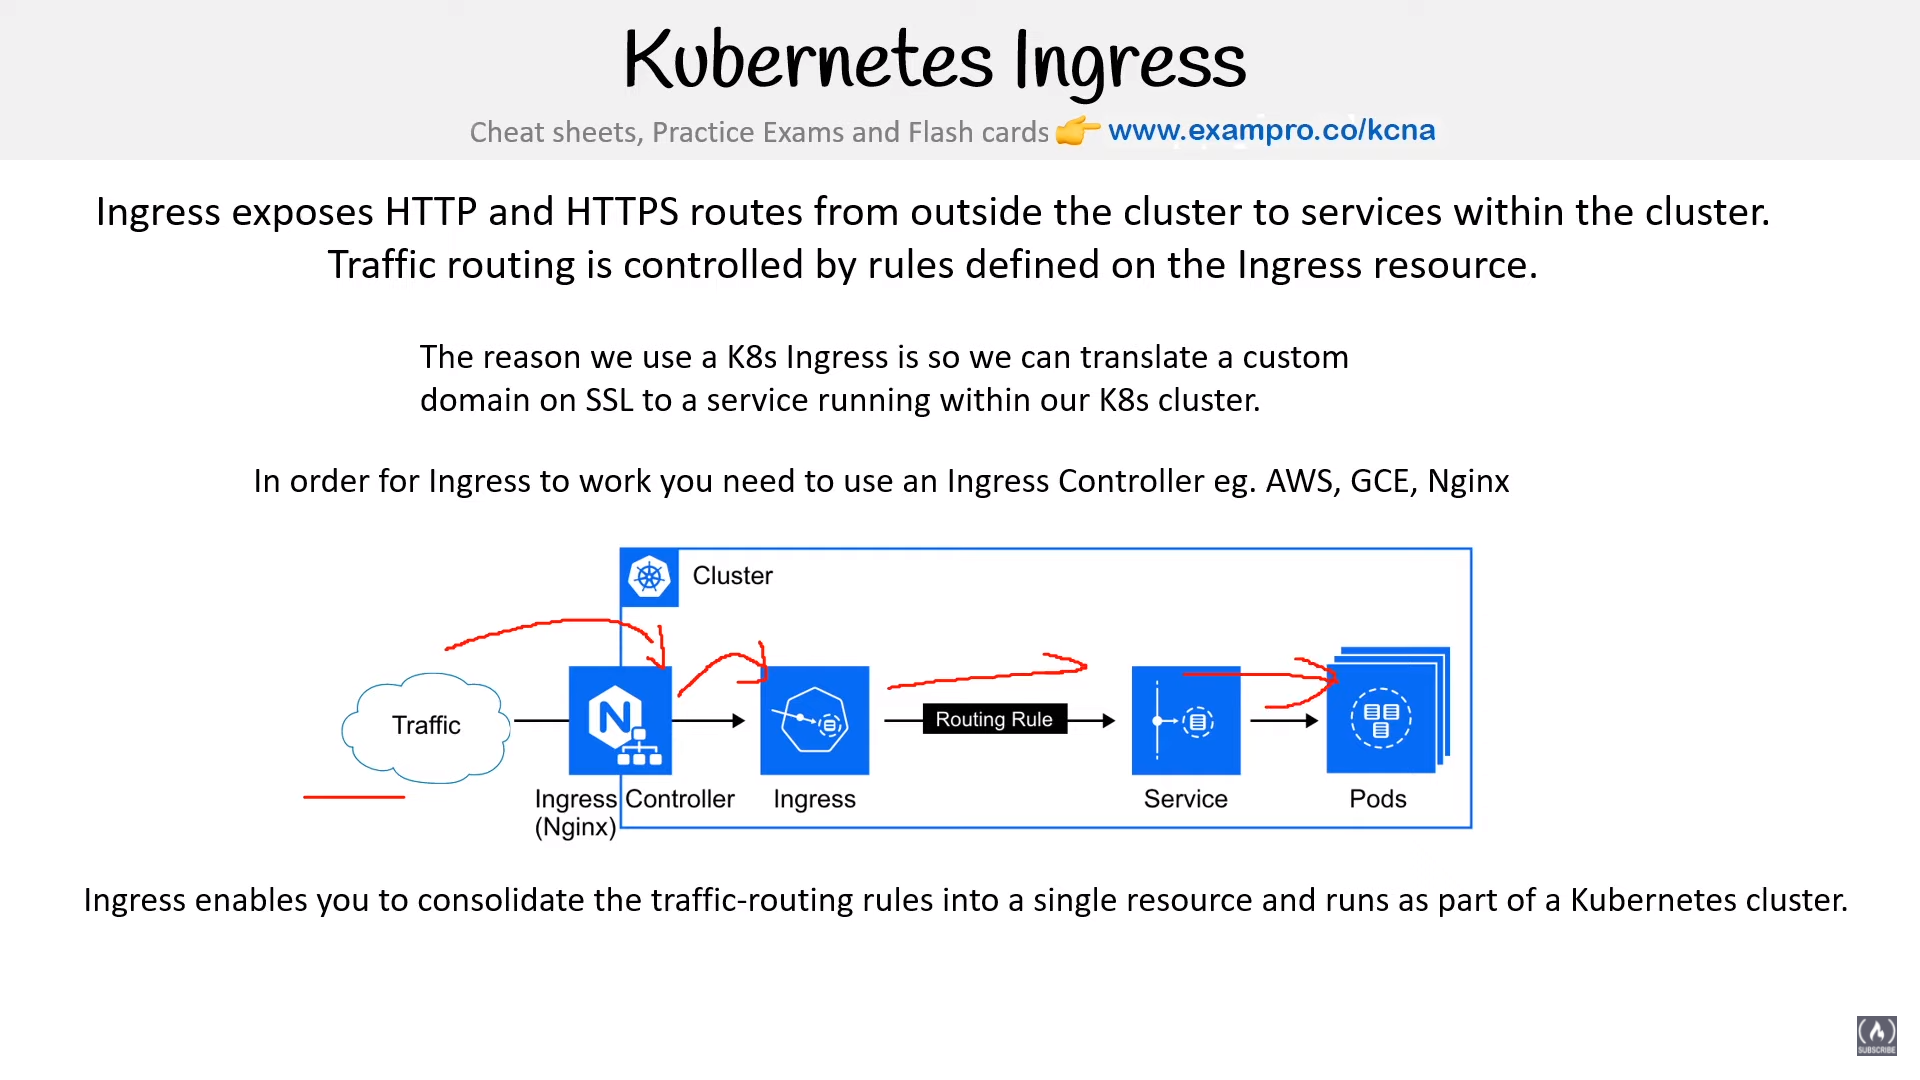 Kubernetes Ingress
Cheat sheets, Practice Exams and Flash cards 👉 www.exampro.co/kcna
Ingress exposes HTTP and HTTPS routes from outside the cluster to services within the cluster.
Traffic routing is controlled by rules defined on the Ingress resource.
The reason we use a K8s Ingress is so we can translate a custom
domain on SSL to a service running within our K8s cluster.
In order for Ingress to work you need to use an Ingress Controller eg. AWS, GCE, Nginx
Cluster
Traffic
N
Routing Rule
Ingress Controller
(Nginx)
Ingress
Service
Pods
Ingress enables you to consolidate the traffic-routing rules into a single resource and runs as part of a Kubernetes cluster.
SUBSCRIBE